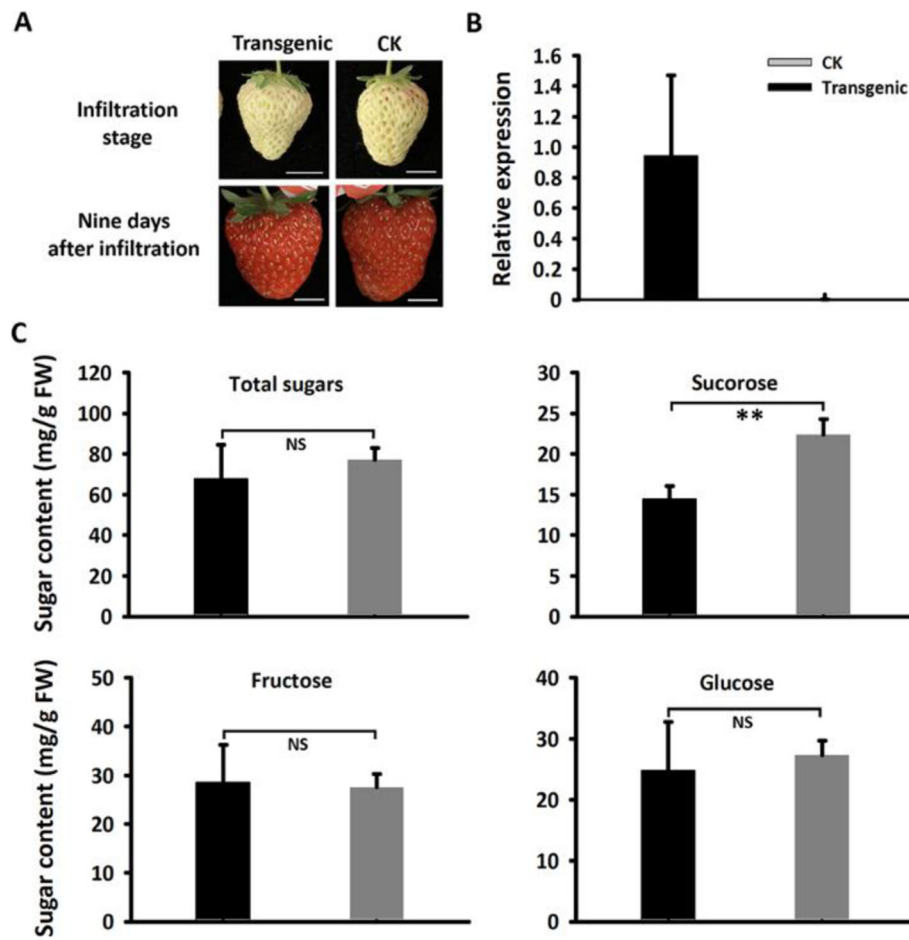 A
Transgenic CK
Infiltration
stage
Nine days
after infiltration
B
Relative expression
1.6
1.4
1.2
1.0
0.8
0.6
0.4
0.2
0
CK
Transgenic
C
Sugar content (mg/g FW)
120
100
80
60
40
20
0
Total sugars
NS
30
25
20
15
10
5
0
Sucorose
**
Sugar content (mg/g FW)
50
40
30
20
10
0
Fructose
NS
40
30
20
10
0
Glucose
NS